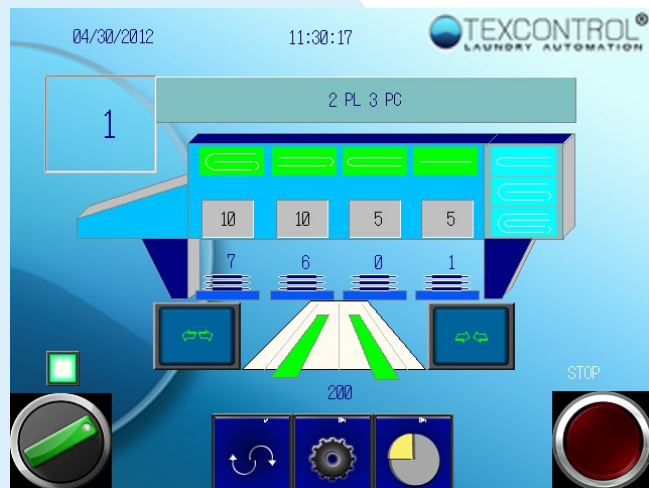 04/30/2012
11:30:17
TEXCONTROL®
LAUNDRY AUTOMATION
2 PL 3 PC
1
10 10 5 5
7 6 0 1
200
STOP